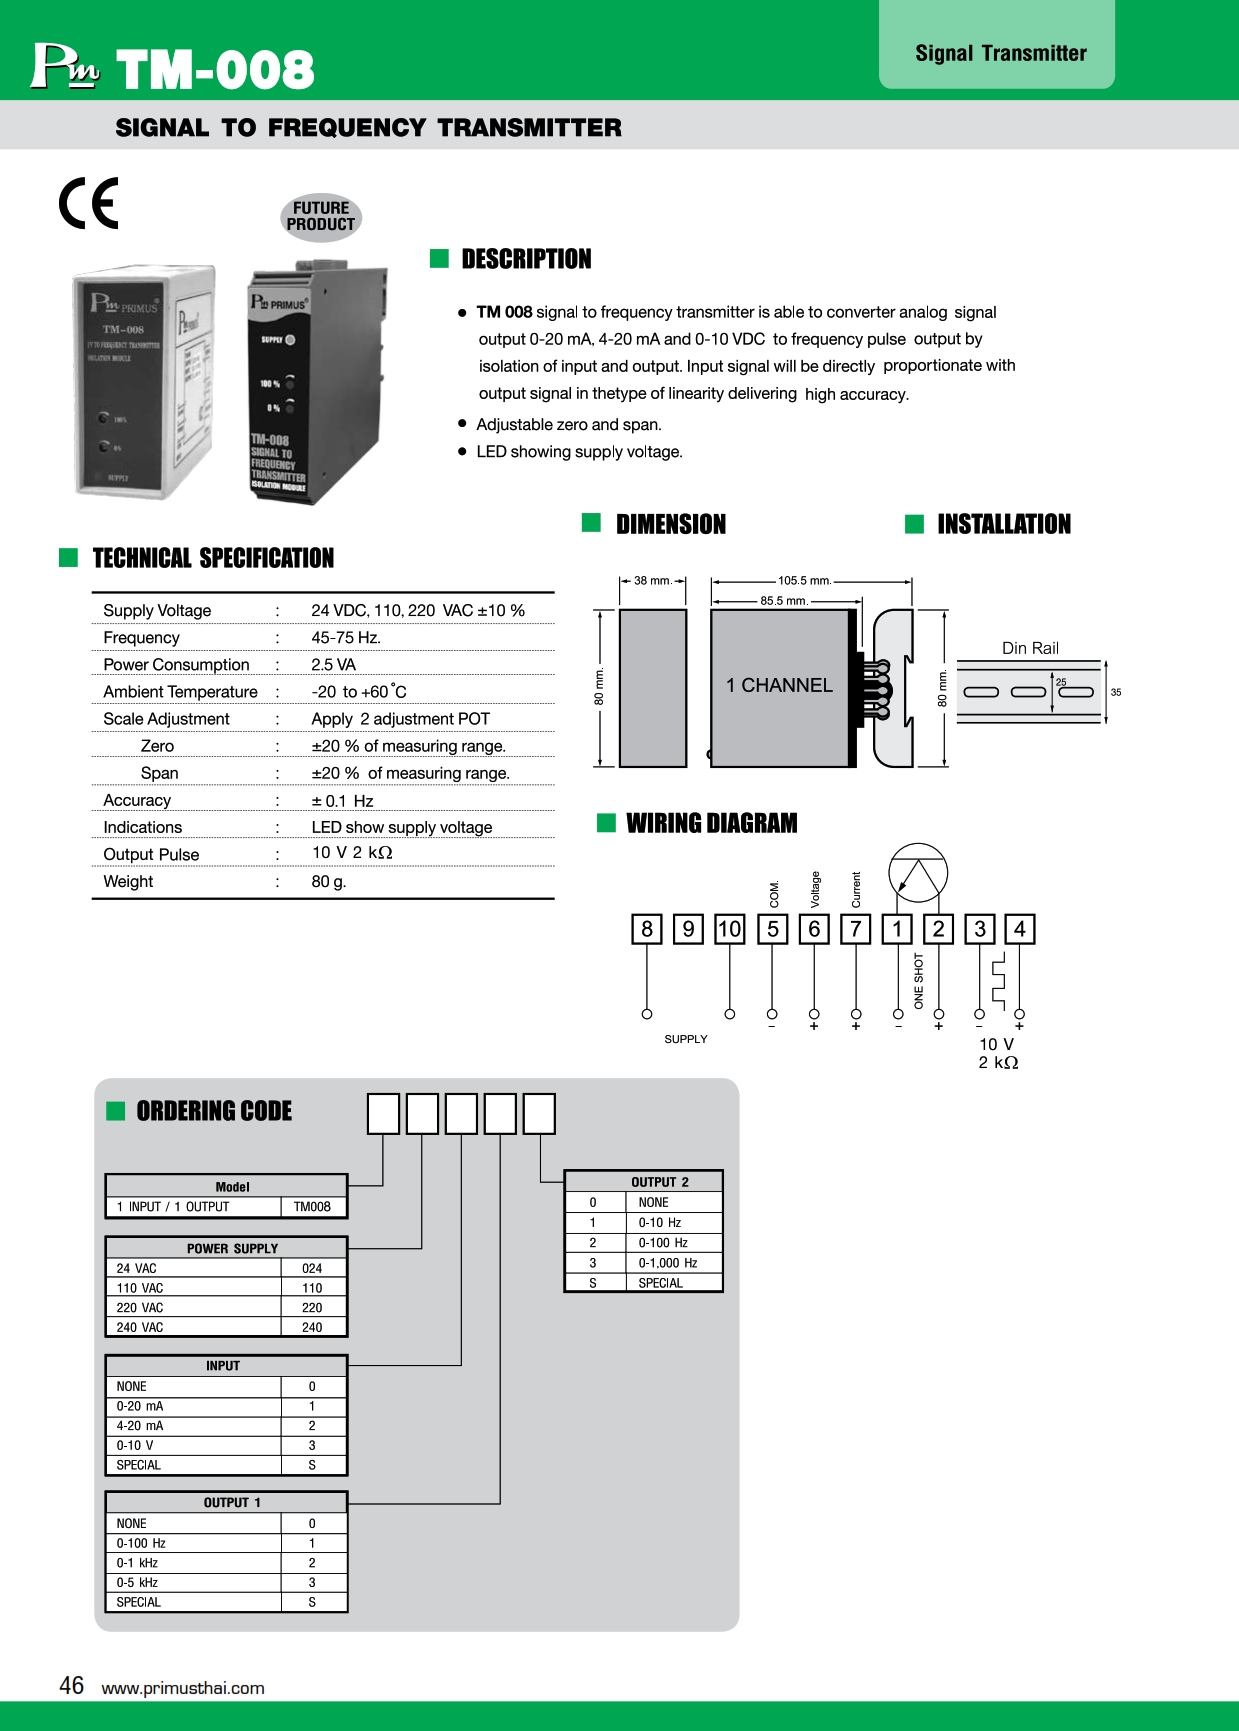 Pm TM-008
Signal Transmitter
SIGNAL TO FREQUENCY TRANSMITTER
CE
FUTURE
PRODUCT
Pm PRIMUS®
TM-008
ISOLATION MODULE
100%
0%
SUPPLY
Pm PRIMUS®
SUPPLY
100 %
0 %
TM-008
SIGNAL TO
FREQUENCY
TRANSMITTER
ISOLATION MODULE
DESCRIPTION
● TM 008 signal to frequency transmitter is able to converter analog signal
output 0-20 mA, 4-20 mA and 0-10 VDC to frequency pulse output by
isolation of input and output. Input signal will be directly proportionate with
output signal in thetype of linearity delivering high accuracy.
● Adjustable zero and span.
● LED showing supply voltage.
TECHNICAL SPECIFICATION
Supply Voltage : 24 VDC, 110, 220 VAC ±10 %
Frequency : 45-75 Hz.
Power Consumption : 2.5 VA
Ambient Temperature : -20 to +60°C
Scale Adjustment : Apply 2 adjustment POT
Zero : ±20 % of measuring range.
Span : ±20 % of measuring range.
Accuracy : ± 0.1 Hz
Indications : LED show supply voltage
Output Pulse : 10 V 2 kΩ
Weight : 80 g.
DIMENSION
38 mm.
105.5 mm.
85.5 mm.
80 mm.
1 CHANNEL
80 mm.
INSTALLATION
Din Rail
25
35
WIRING DIAGRAM
COM.
Voltage
Current
8 9 10 5 6 7 1 2 3 4
ONE SHOT
- + + - + - +
SUPPLY
10 V
2 kΩ
ORDERING CODE
Model
1 INPUT / 1 OUTPUT TM008
POWER SUPPLY
24 VAC 024
110 VAC 110
220 VAC 220
240 VAC 240
INPUT
NONE 0
0-20 mA 1
4-20 mA 2
0-10 V 3
SPECIAL S
OUTPUT 1
NONE 0
0-100 Hz 1
0-1 kHz 2
0-5 kHz 3
SPECIAL S
OUTPUT 2
0 NONE
1 0-10 Hz
2 0-100 Hz
3 0-1,000 Hz
S SPECIAL
46 www.primusthai.com